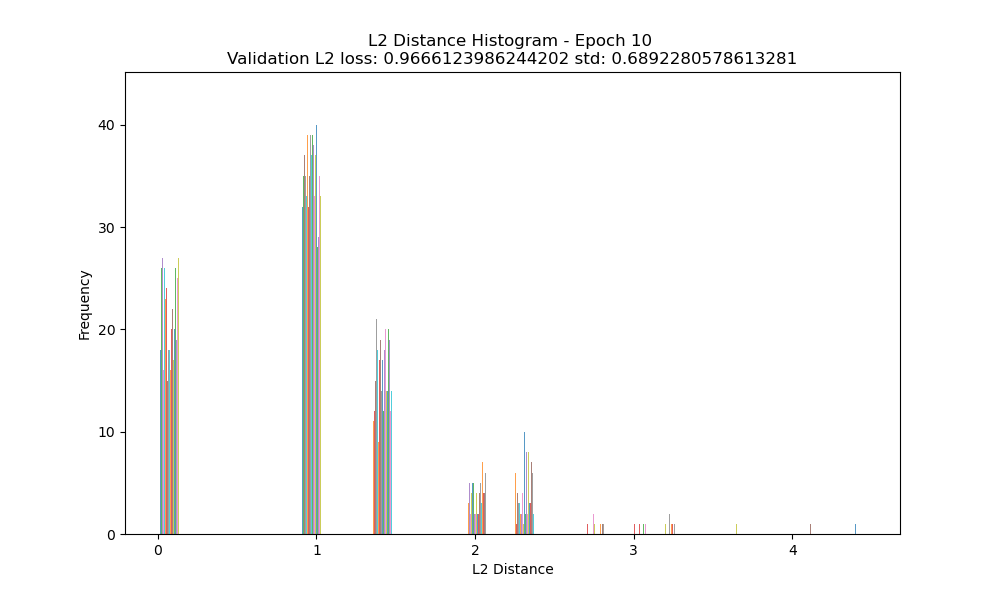 L2 Distance Histogram - Epoch 10
Validation L2 loss: 0.9666123986244202 std: 0.6892280578613281
40
30
20
10
0
Frequency
0 1 2 3 4
L2 Distance